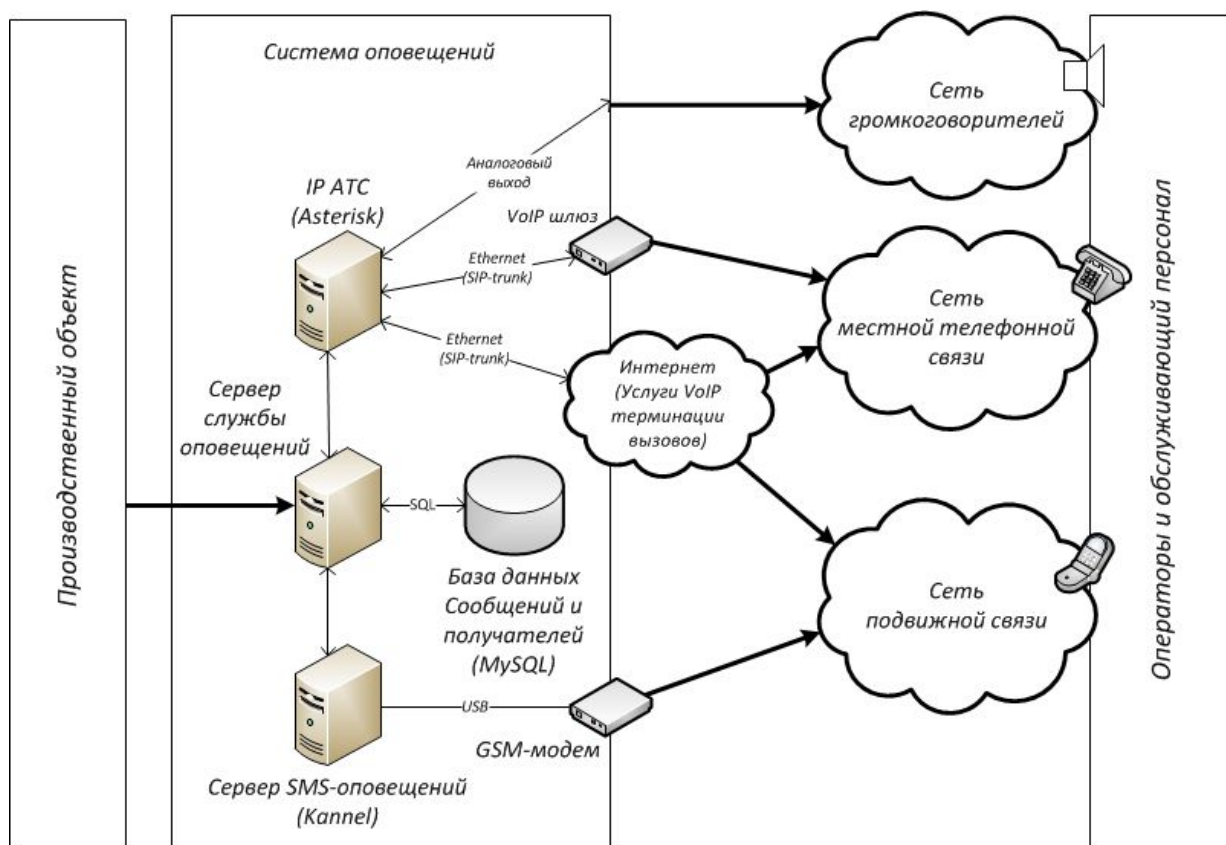 Производственный объект
Система оповещений
IP АТС
(Asterisk)
Аналоговый
выход
VoIP шлюз
Ethernet
(SIP-trunk)
Ethernet
(SIP-trunk)
Сервер
службы
оповещений
SQL
База данных
Сообщений и
получателей
(MySQL)
USB
GSM-модем
Сервер SMS-оповещений
(Kannel)
Интернет
(Услуги VoIP
терминации
вызовов)
Сеть
громкоговорителей
Сеть
местной телефонной
связи
Сеть
подвижной связи
Операторы и обслуживающий персонал